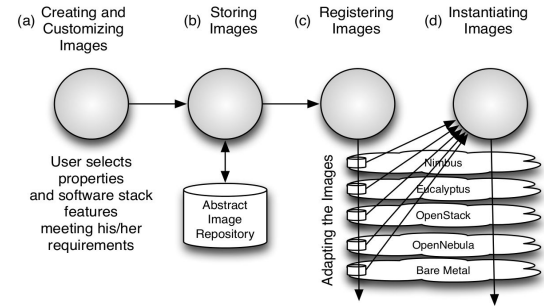 (a) Creating and
Customizing
Images
(b) Storing
Images
(c) Registering
Images
(d) Instantiating
Images
User selects
properties
and software stack
features
meeting his/her
requirements
Abstract
Image
Repository
Adapting the Images
Nimbus
Eucalyptus
OpenStack
OpenNebula
Bare Metal